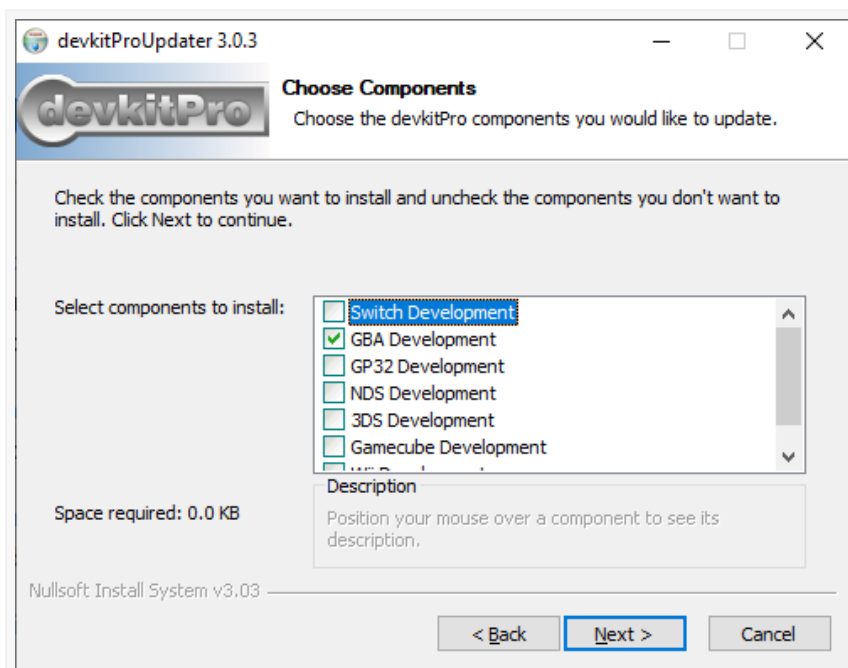 devkitProUpdater 3.0.3
devkitPro
Choose Components
Choose the devkitPro components you would like to update.
Check the components you want to install and uncheck the components you don't want to
install. Click Next to continue.
Select components to install:
Switch Development
GBA Development
GP32 Development
NDS Development
3DS Development
Gamecube Development
Space required: 0.0 KB
Description
Position your mouse over a component to see its
description.
Nullsoft Install System v3.03
< Back
Next >
Cancel